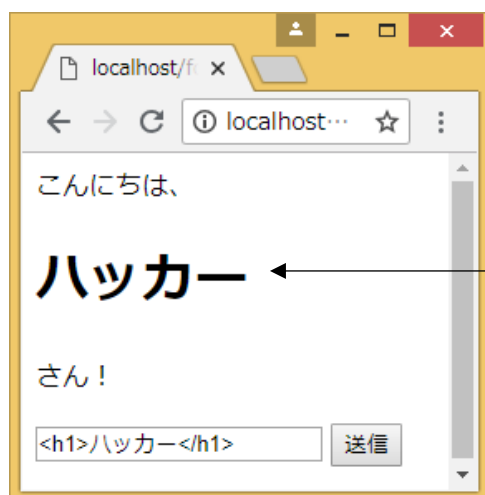 localhost/f
localhost…
こんにちは、
ハッカー
さん！
<h1>ハッカー</h1>
送信